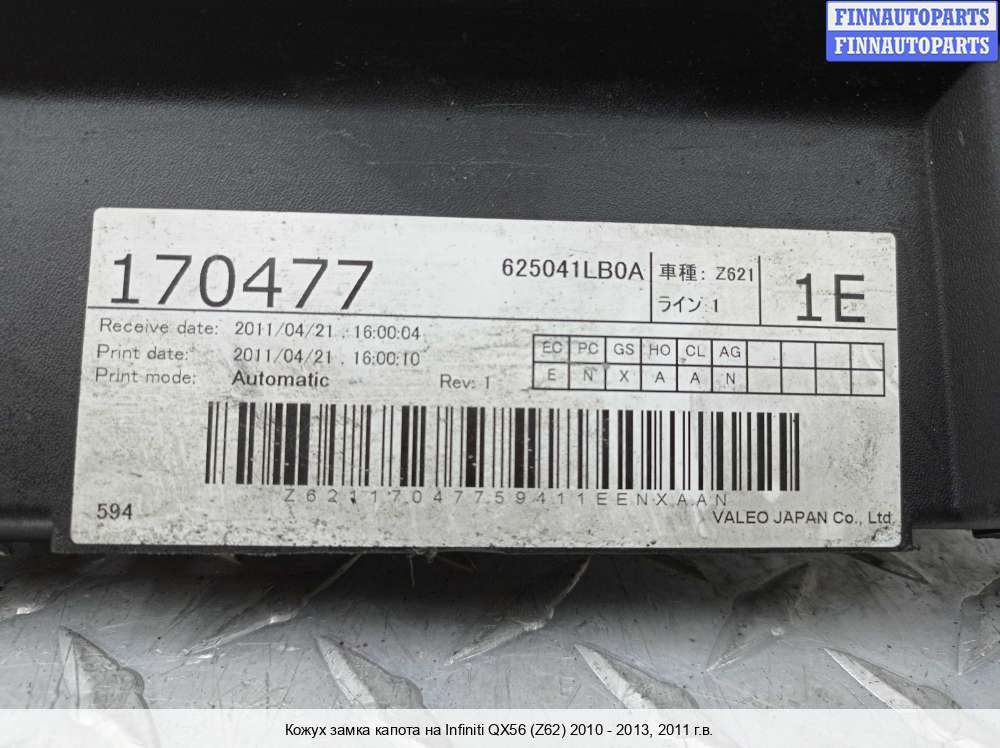 FINNAUTOPARTS
FINNAUTOPARTS
170477
625041LB0A
車種: Z621
ライン 1
1E
Receive date: 2011/04/21 . 16:00:04
Print date: 2011/04/21 . 16:00:10
Print mode: Automatic Rev: 1
EC PC GS HO CL AG
E N X A A N
Z62117047759411EENXAAN
594
VALEO JAPAN Co., Ltd.
Кожух замка капота на Infiniti QX56 (Z62) 2010 - 2013, 2011 г.в.